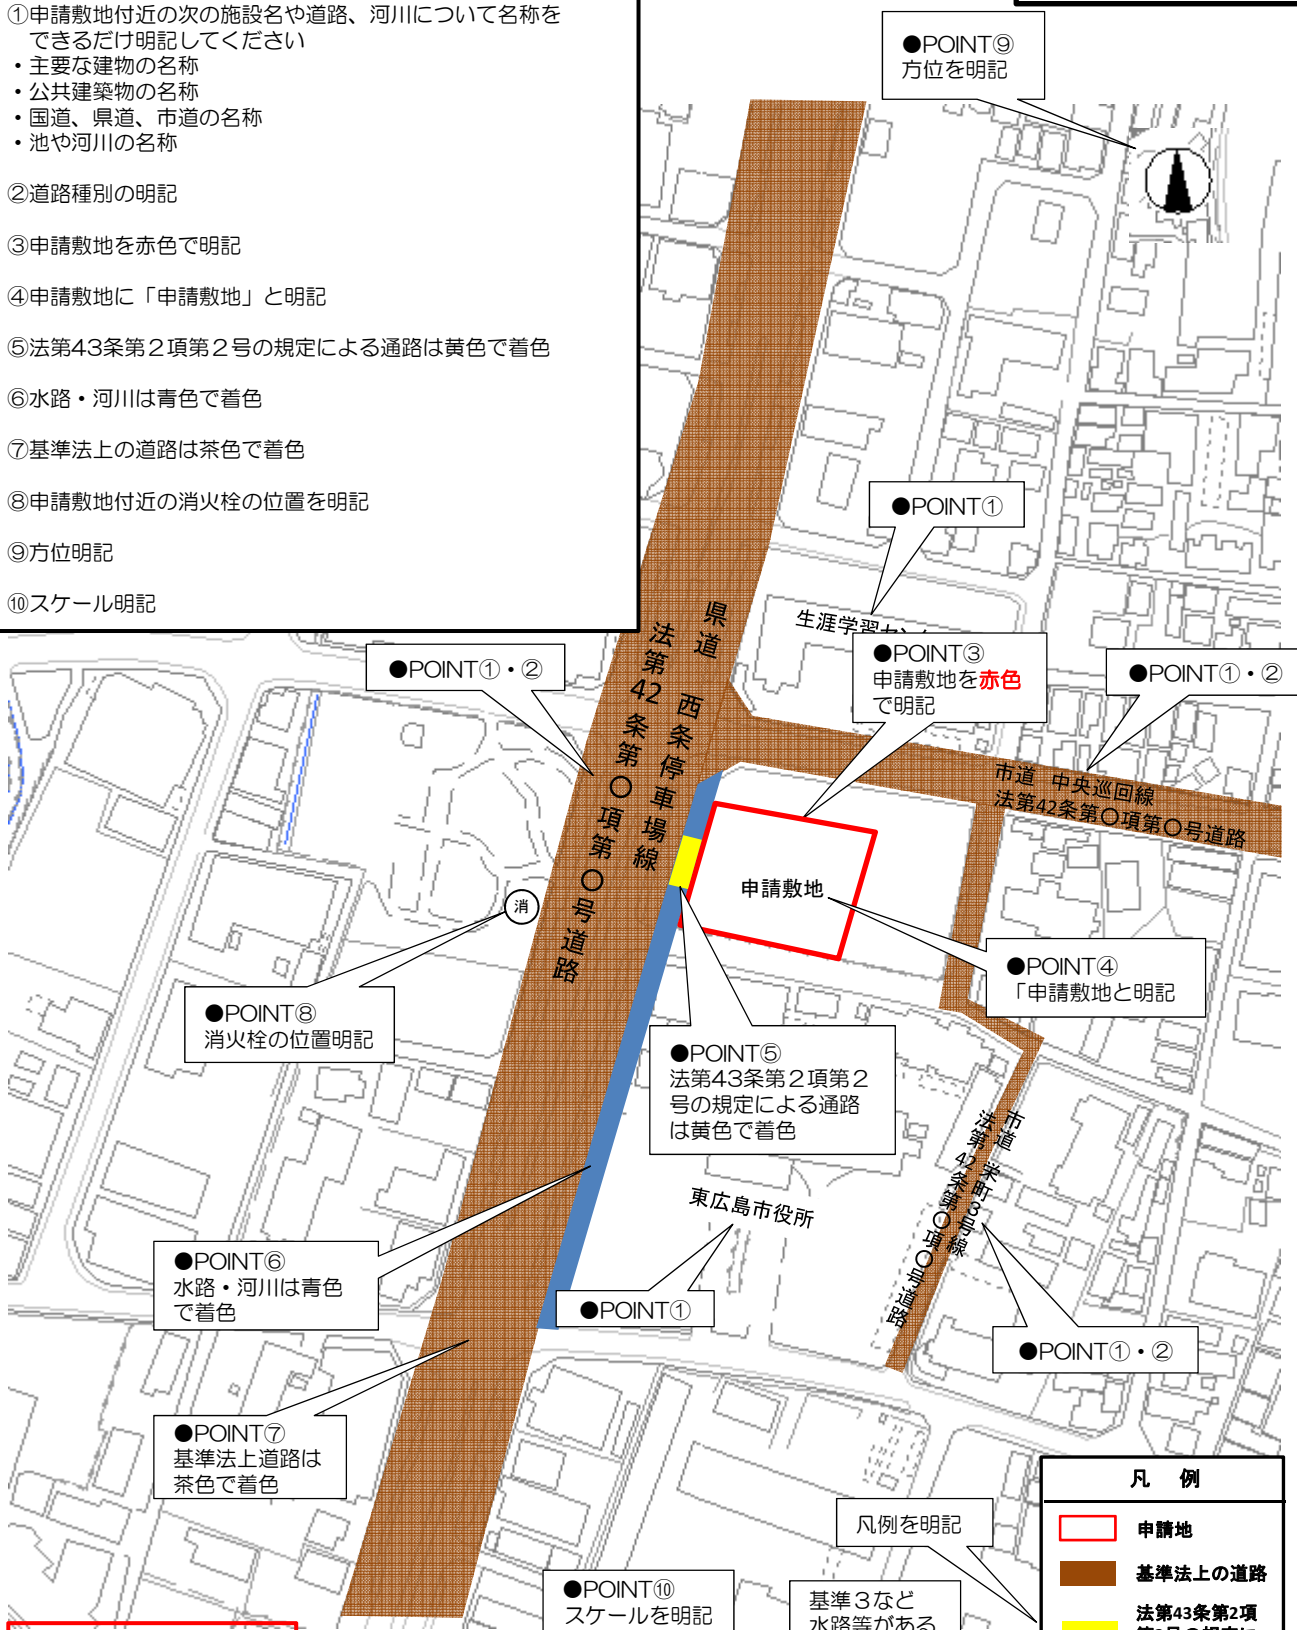 ①申請敷地付近の次の施設名や道路、河川について名称を
できるだけ明記してください
・主要な建物の名称
・公共建築物の名称
・国道、県道、市道の名称
・池や河川の名称
②道路種別の明記
③申請敷地を赤色で明記
④申請敷地に「申請敷地」と明記
⑤法第43条第２項第２号の規定による通路は黄色で着色
⑥水路・河川は青色で着色
⑦基準法上の道路は茶色で着色
⑧申請敷地付近の消火栓の位置を明記
⑨方位明記
⑩スケール明記
●POINT⑨
方位を明記
●POINT①
生涯学習セン
●POINT③
申請敷地を赤色
で明記
●POINT①・②
●POINT①・②
県道 西条停車場線
法第42条第〇項第〇号道路
市道 中央巡回線
法第42条第〇項第〇号道路
申請敷地
消
●POINT④
「申請敷地と明記
●POINT⑧
消火栓の位置明記
●POINT⑤
法第43条第２項第２
号の規定による通路
は黄色で着色
市道 栄町3号線
法第42条第〇項〇号道路
東広島市役所
●POINT⑥
水路・河川は青色
で着色
●POINT①
●POINT①・②
●POINT⑦
基準法上道路は
茶色で着色
凡例を明記
凡 例
申請地
基準法上の道路
法第43条第2項
●POINT⑩
スケールを明記
基準３など
水路等がある